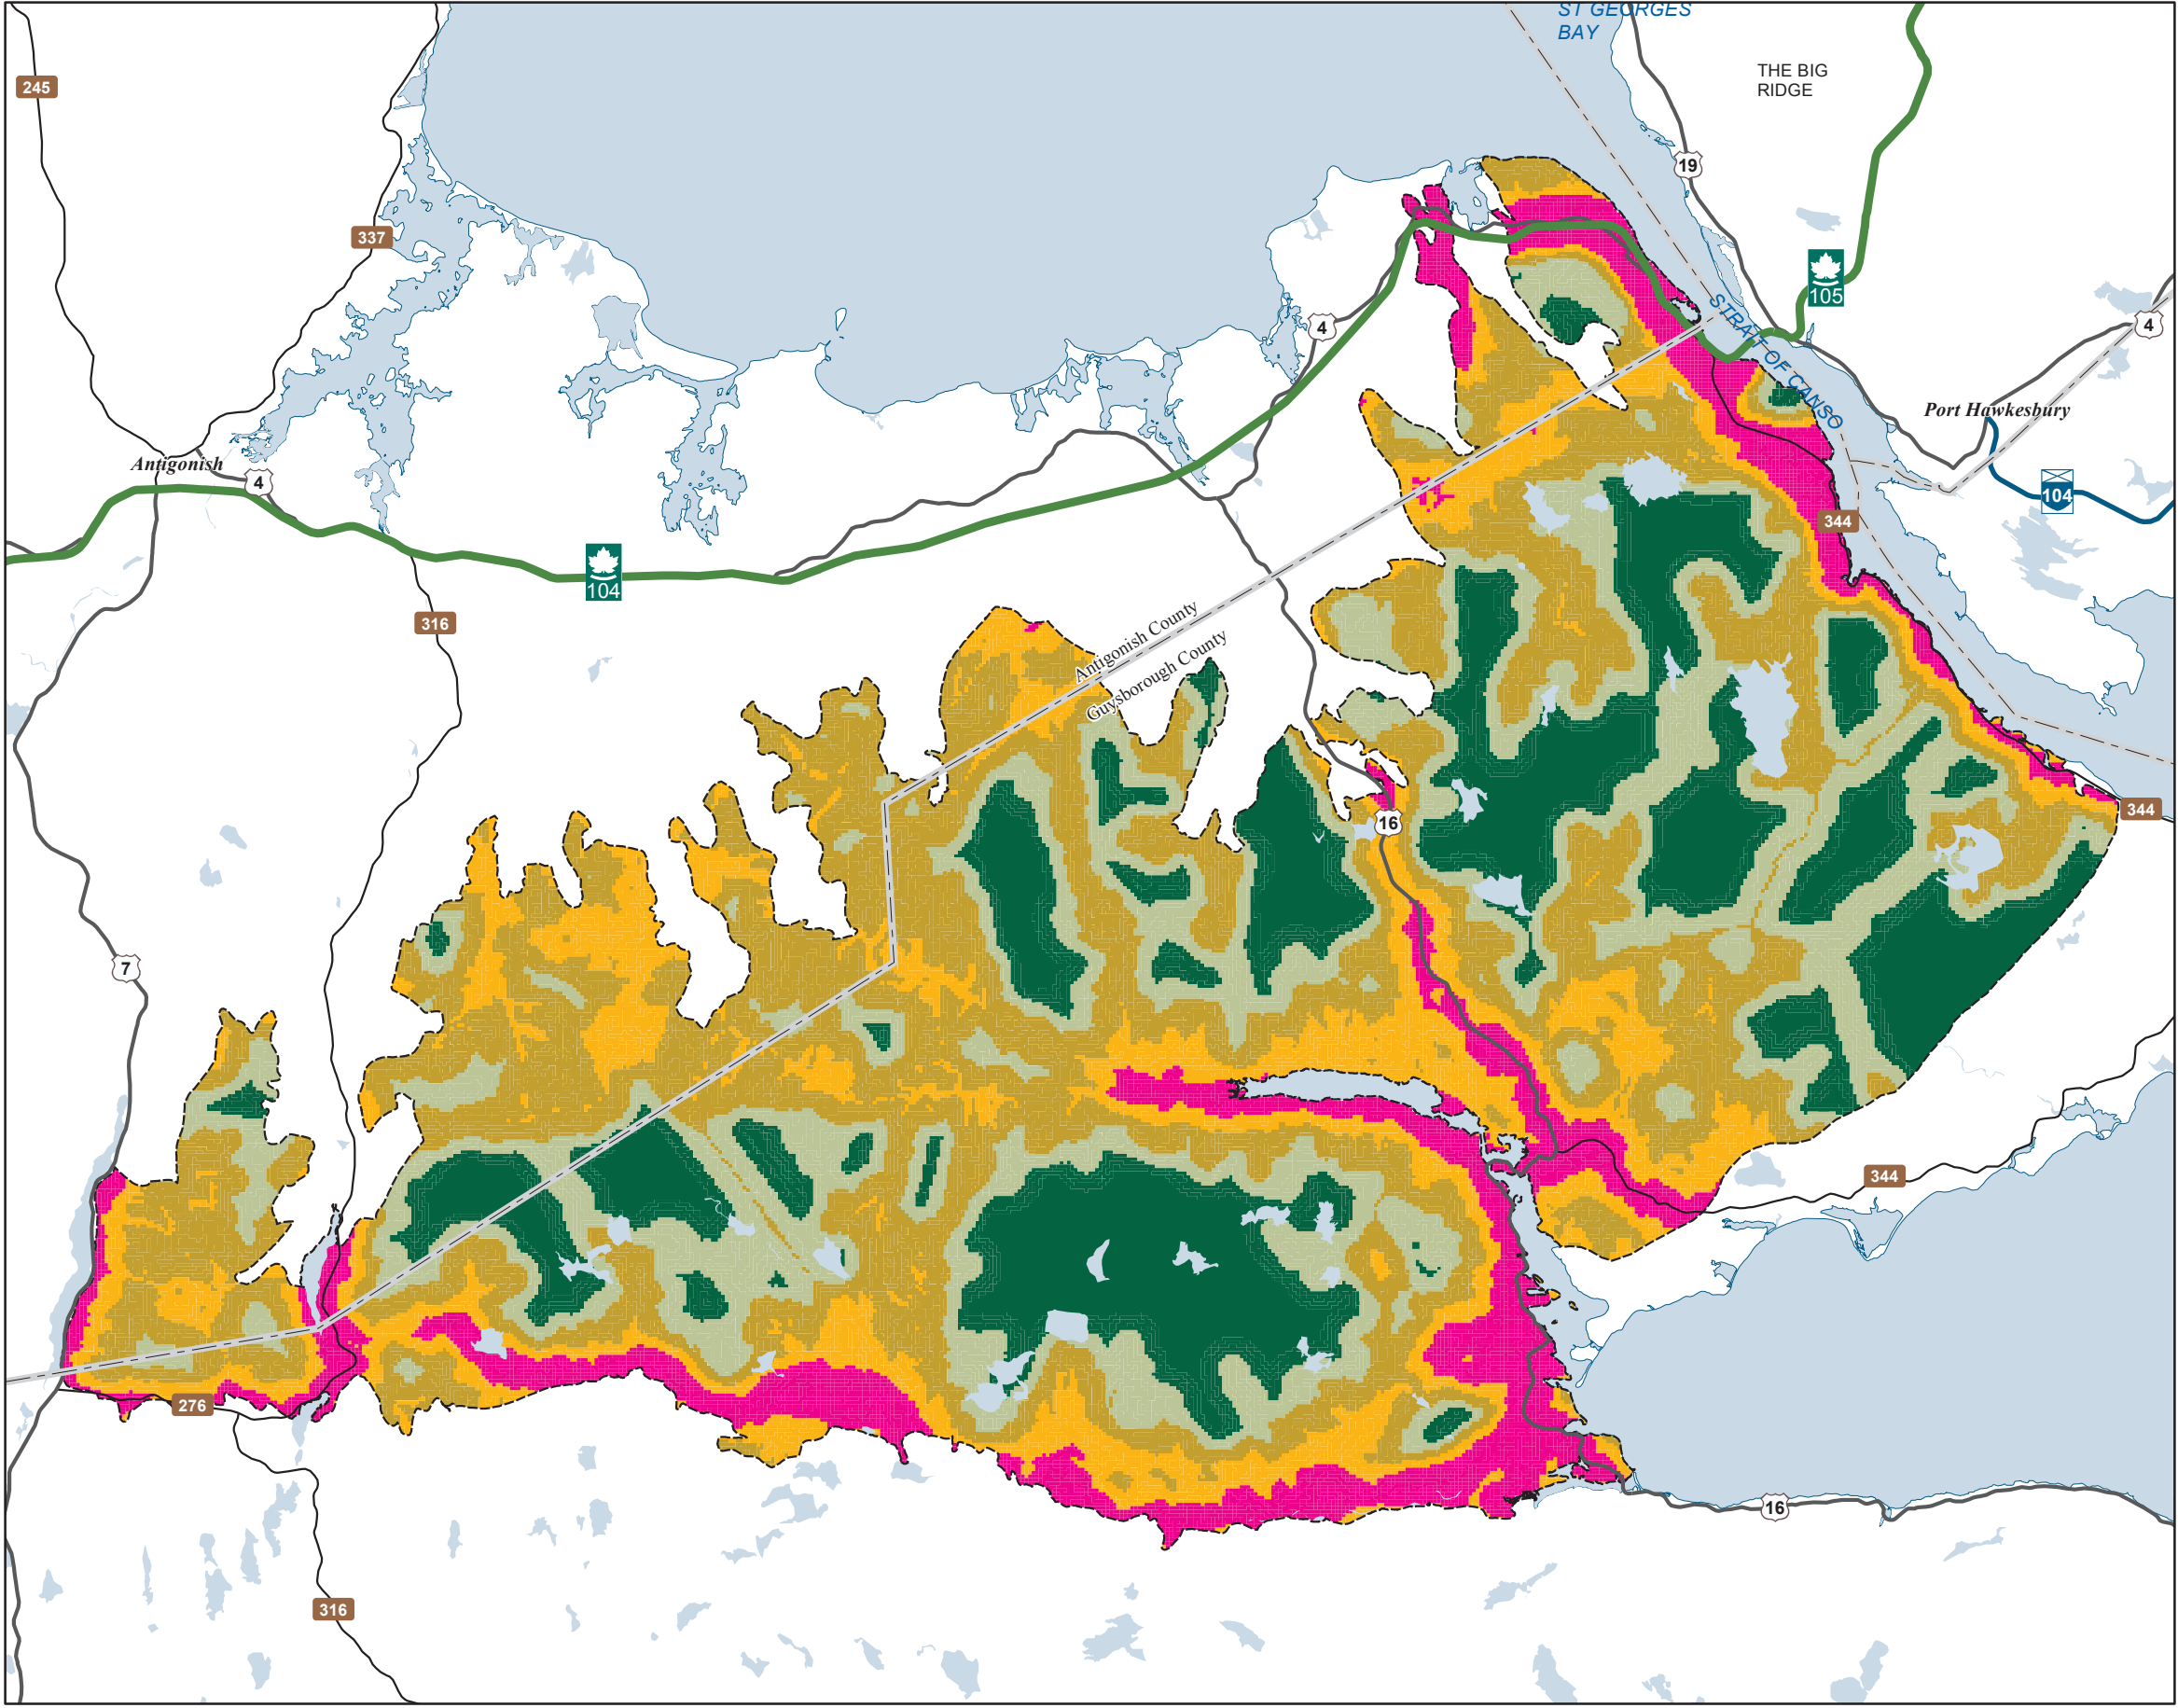 ST GEORGES
BAY
THE BIG
RIDGE
245
19
337
105
STRAIT OF CANSO
4
4
Port Hawkesbury
Antigonish
4
104
344
104
316
Antigonish County
Guysborough County
344
16
7
344
276
16
316